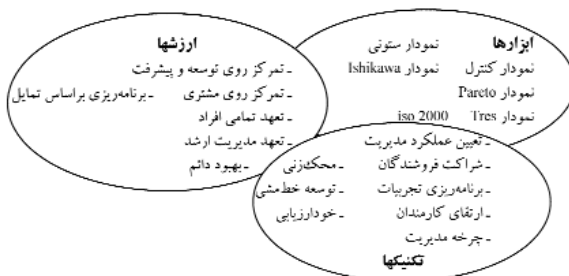 ابزارها
نمودار ستونی
نمودار کنترل
نمودار Ishikawa
نمودار Pareto
نمودار Tres
iso 2000
ارزشها
ـ تمرکز روی توسعه و پیشرفت
ـ تمرکز روی مشتری
ـ برنامه‌ریزی براساس تمایل
ـ تعهد تمامی افراد
ـ تعهد مدیریت ارشد
ـ بهبود دائم
ـ تعیین عملکرد مدیریت
ـ شراکت فروشندگان
ـ محک‌زنی
ـ برنامه‌ریزی تجربیات
ـ توسعه خط‌مشی
ـ ارتقای کارمندان
ـ خودارزیابی
ـ چرخه مدیریت
تکنیکها